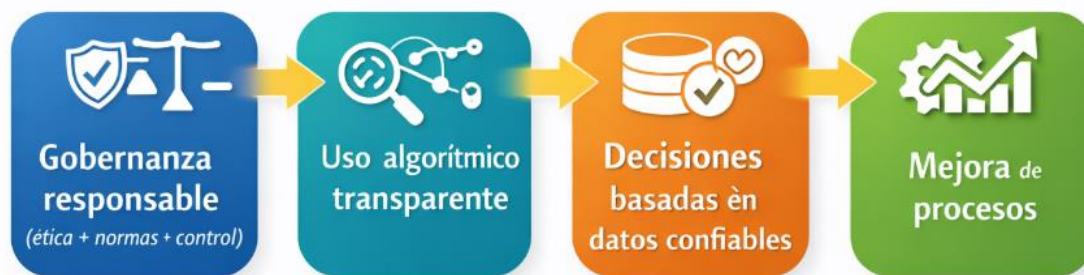 Gobernanza
responsable
(ética + normas + control)
Uso algorítmico
transparente
Decisiones
basadas èn
datos confiables
Mejora de
procesos